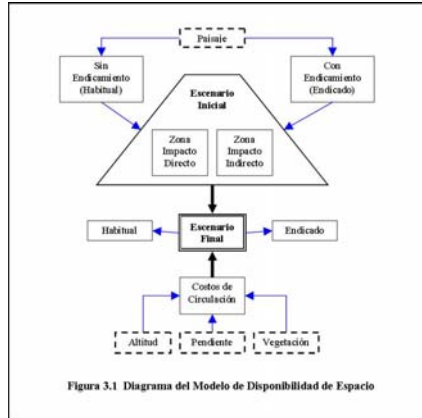 Paisaje
Sin
Endicamiento
(Habitual)
Con
Endicamiento
(Endicado)
Escenario
Inicial
Zona
Impacto
Directo
Zona
Impacto
Indirecto
Habitual
Escenario
Final
Endicado
Costos de
Circulación
Altitud
Pendiente
Vegetación
Figura 3.1 Diagrama del Modelo de Disponibilidad de Espacio